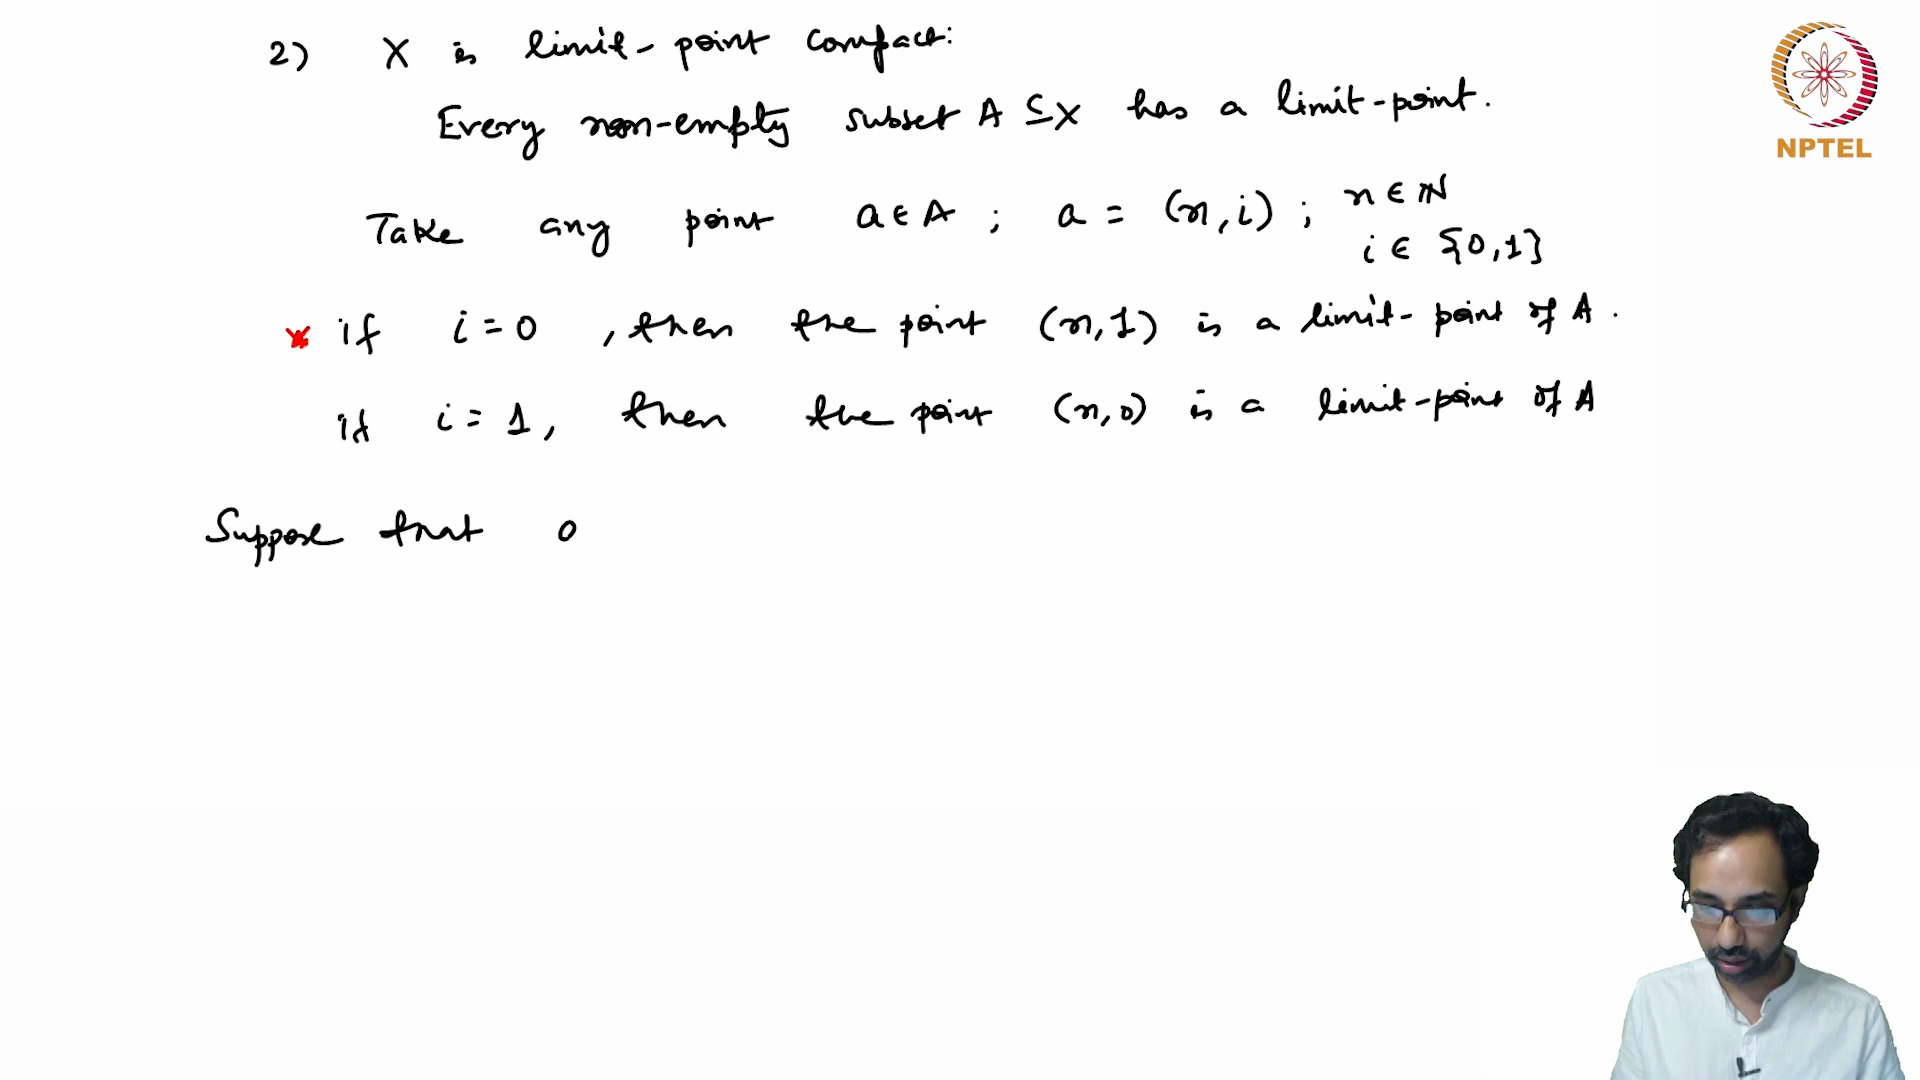 2) X is limit-point compact:
Every non-empty subset A ⊆ X has a limit-point.
NPTEL
Take any point a ∈ A ; a = (n, i) ; n ∈ ℕ
i ∈ {0,1}
* if i = 0 , then the point (n, 1) is a limit-point of A .
if i = 1, then the point (n, 0) is a limit-point of A
Suppose that o